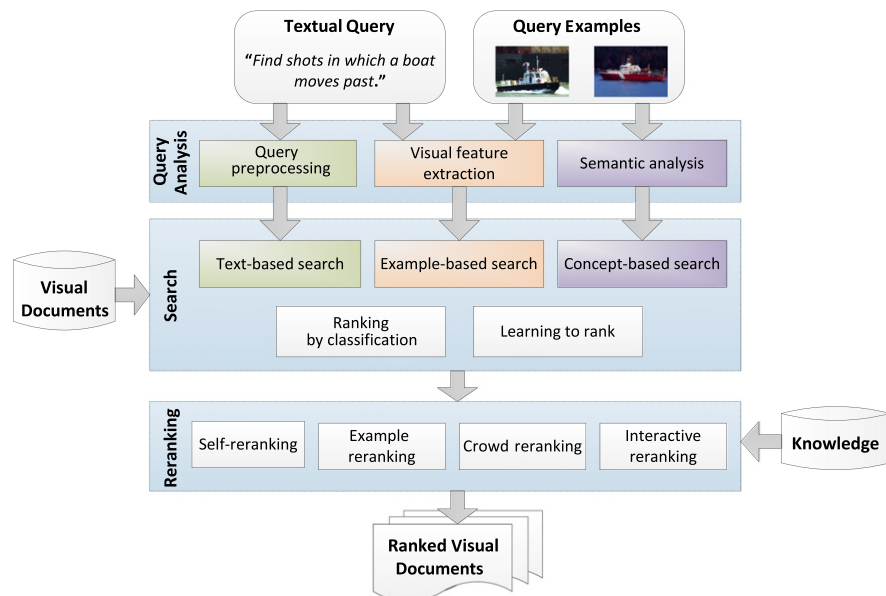 Textual Query
“Find shots in which a boat
moves past.”
Query Examples
Query
Analysis
Query
preprocessing
Visual feature
extraction
Semantic analysis
Visual
Documents
Search
Text-based search
Example-based search
Concept-based search
Ranking
by classification
Learning to rank
Reranking
Self-reranking
Example
reranking
Crowd reranking
Interactive
reranking
Knowledge
Ranked Visual
Documents